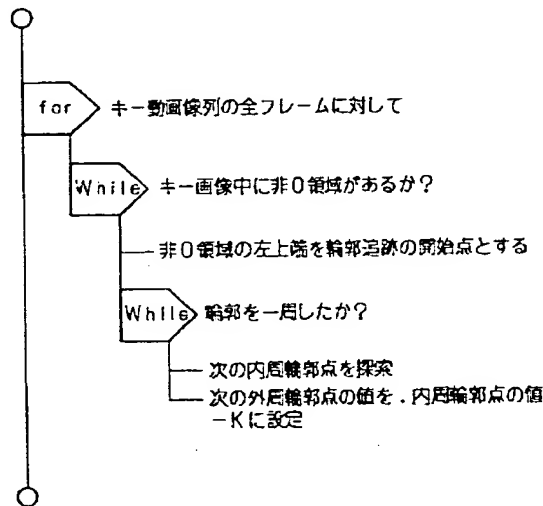 for
キー動画像列の全フレームに対して
While
キー画像中に非0領域があるか？
非0領域の左上端を輪郭追跡の開始点とする
While
輪郭を一周したか？
次の内周輪郭点を探索
次の外周輪郭点の値を．内周輪郭点の値
－Kに設定